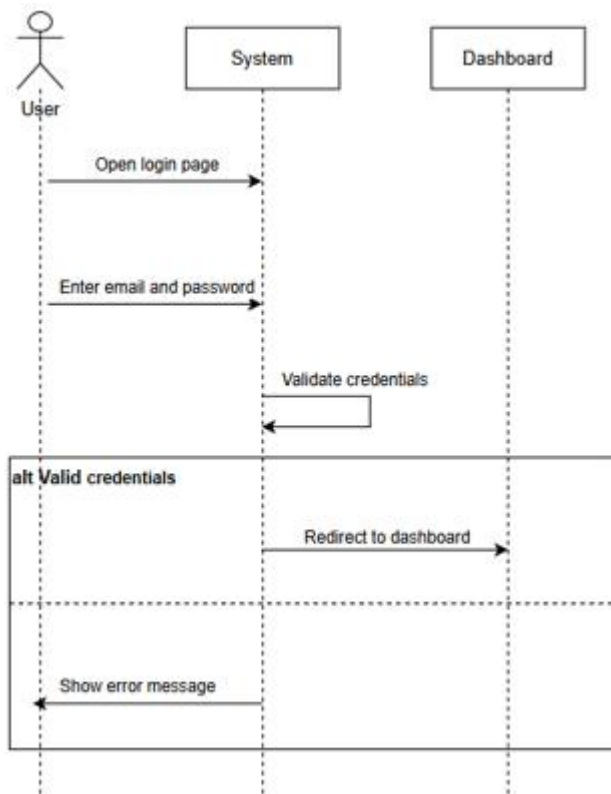 System
Dashboard
User
Open login page
Enter email and password
Validate credentials
alt Valid credentials
Redirect to dashboard
Show error message